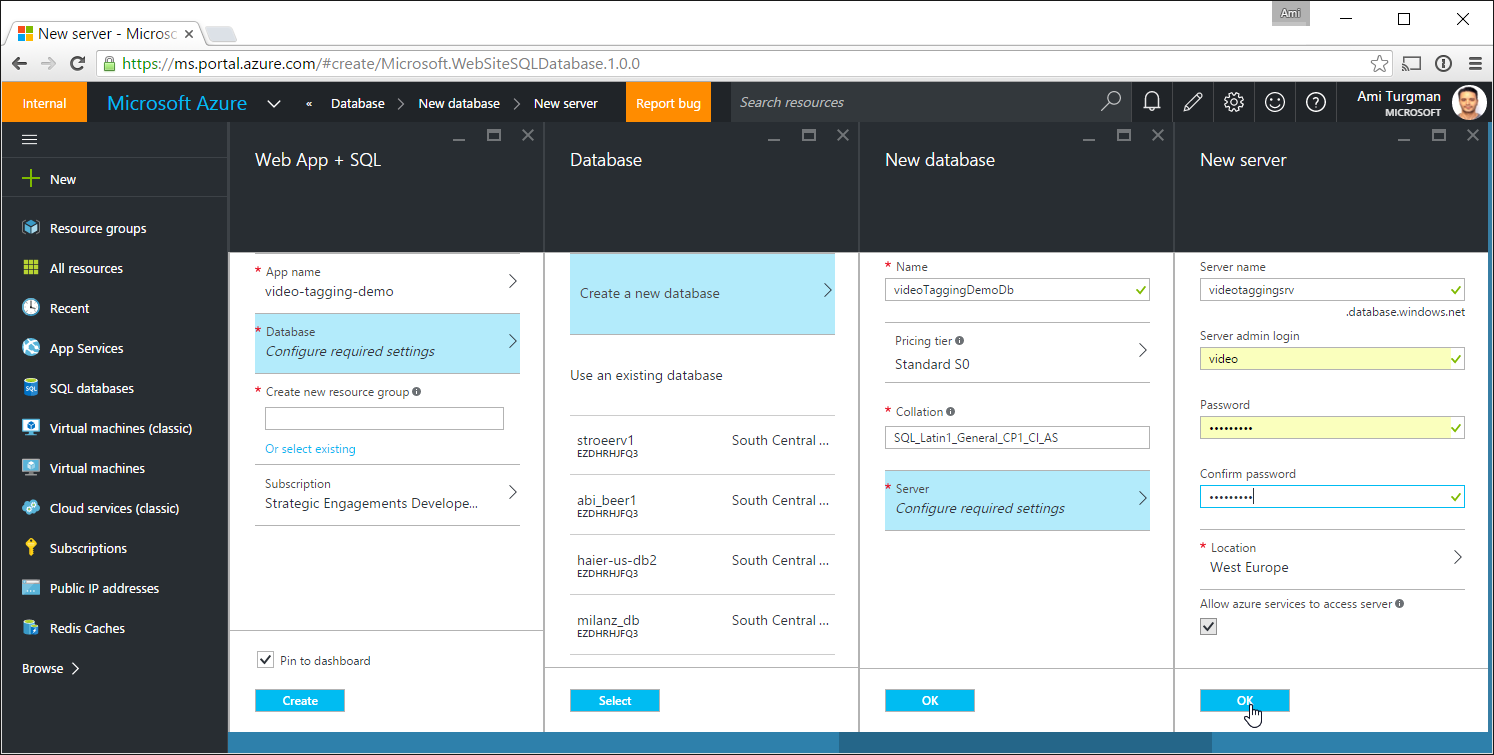 Ami
New server - Microsc
https://ms.portal.azure.com/#create/Microsoft.WebSiteSQLDatabase.1.0.0
Internal
Microsoft Azure
« Database > New database > New server
Report bug
Search resources
Ami Turgman
MICROSOFT
New
Resource groups
All resources
Recent
App Services
SQL databases
Virtual machines (classic)
Virtual machines
Cloud services (classic)
Subscriptions
Public IP addresses
Redis Caches
Browse >
Web App + SQL
* App name
video-tagging-demo
* Database
Configure required settings
* Create new resource group
Or select existing
Subscription
Strategic Engagements Develope...
Pin to dashboard
Create
Database
Create a new database
Use an existing database
stroeerv1 South Central ...
EZDHRHJFQ3
abi_beer1 South Central ...
EZDHRHJFQ3
haier-us-db2 South Central ...
EZDHRHJFQ3
milanz_db South Central ...
EZDHRHJFQ3
Select
New database
* Name
videoTaggingDemoDb
Pricing tier
Standard S0
* Collation
SQL_Latin1_General_CP1_CI_AS
* Server
Configure required settings
OK
New server
Server name
videotaggingsrv
.database.windows.net
Server admin login
video
Password
•••••••••
Confirm password
•••••••••
* Location
West Europe
Allow azure services to access server
OK